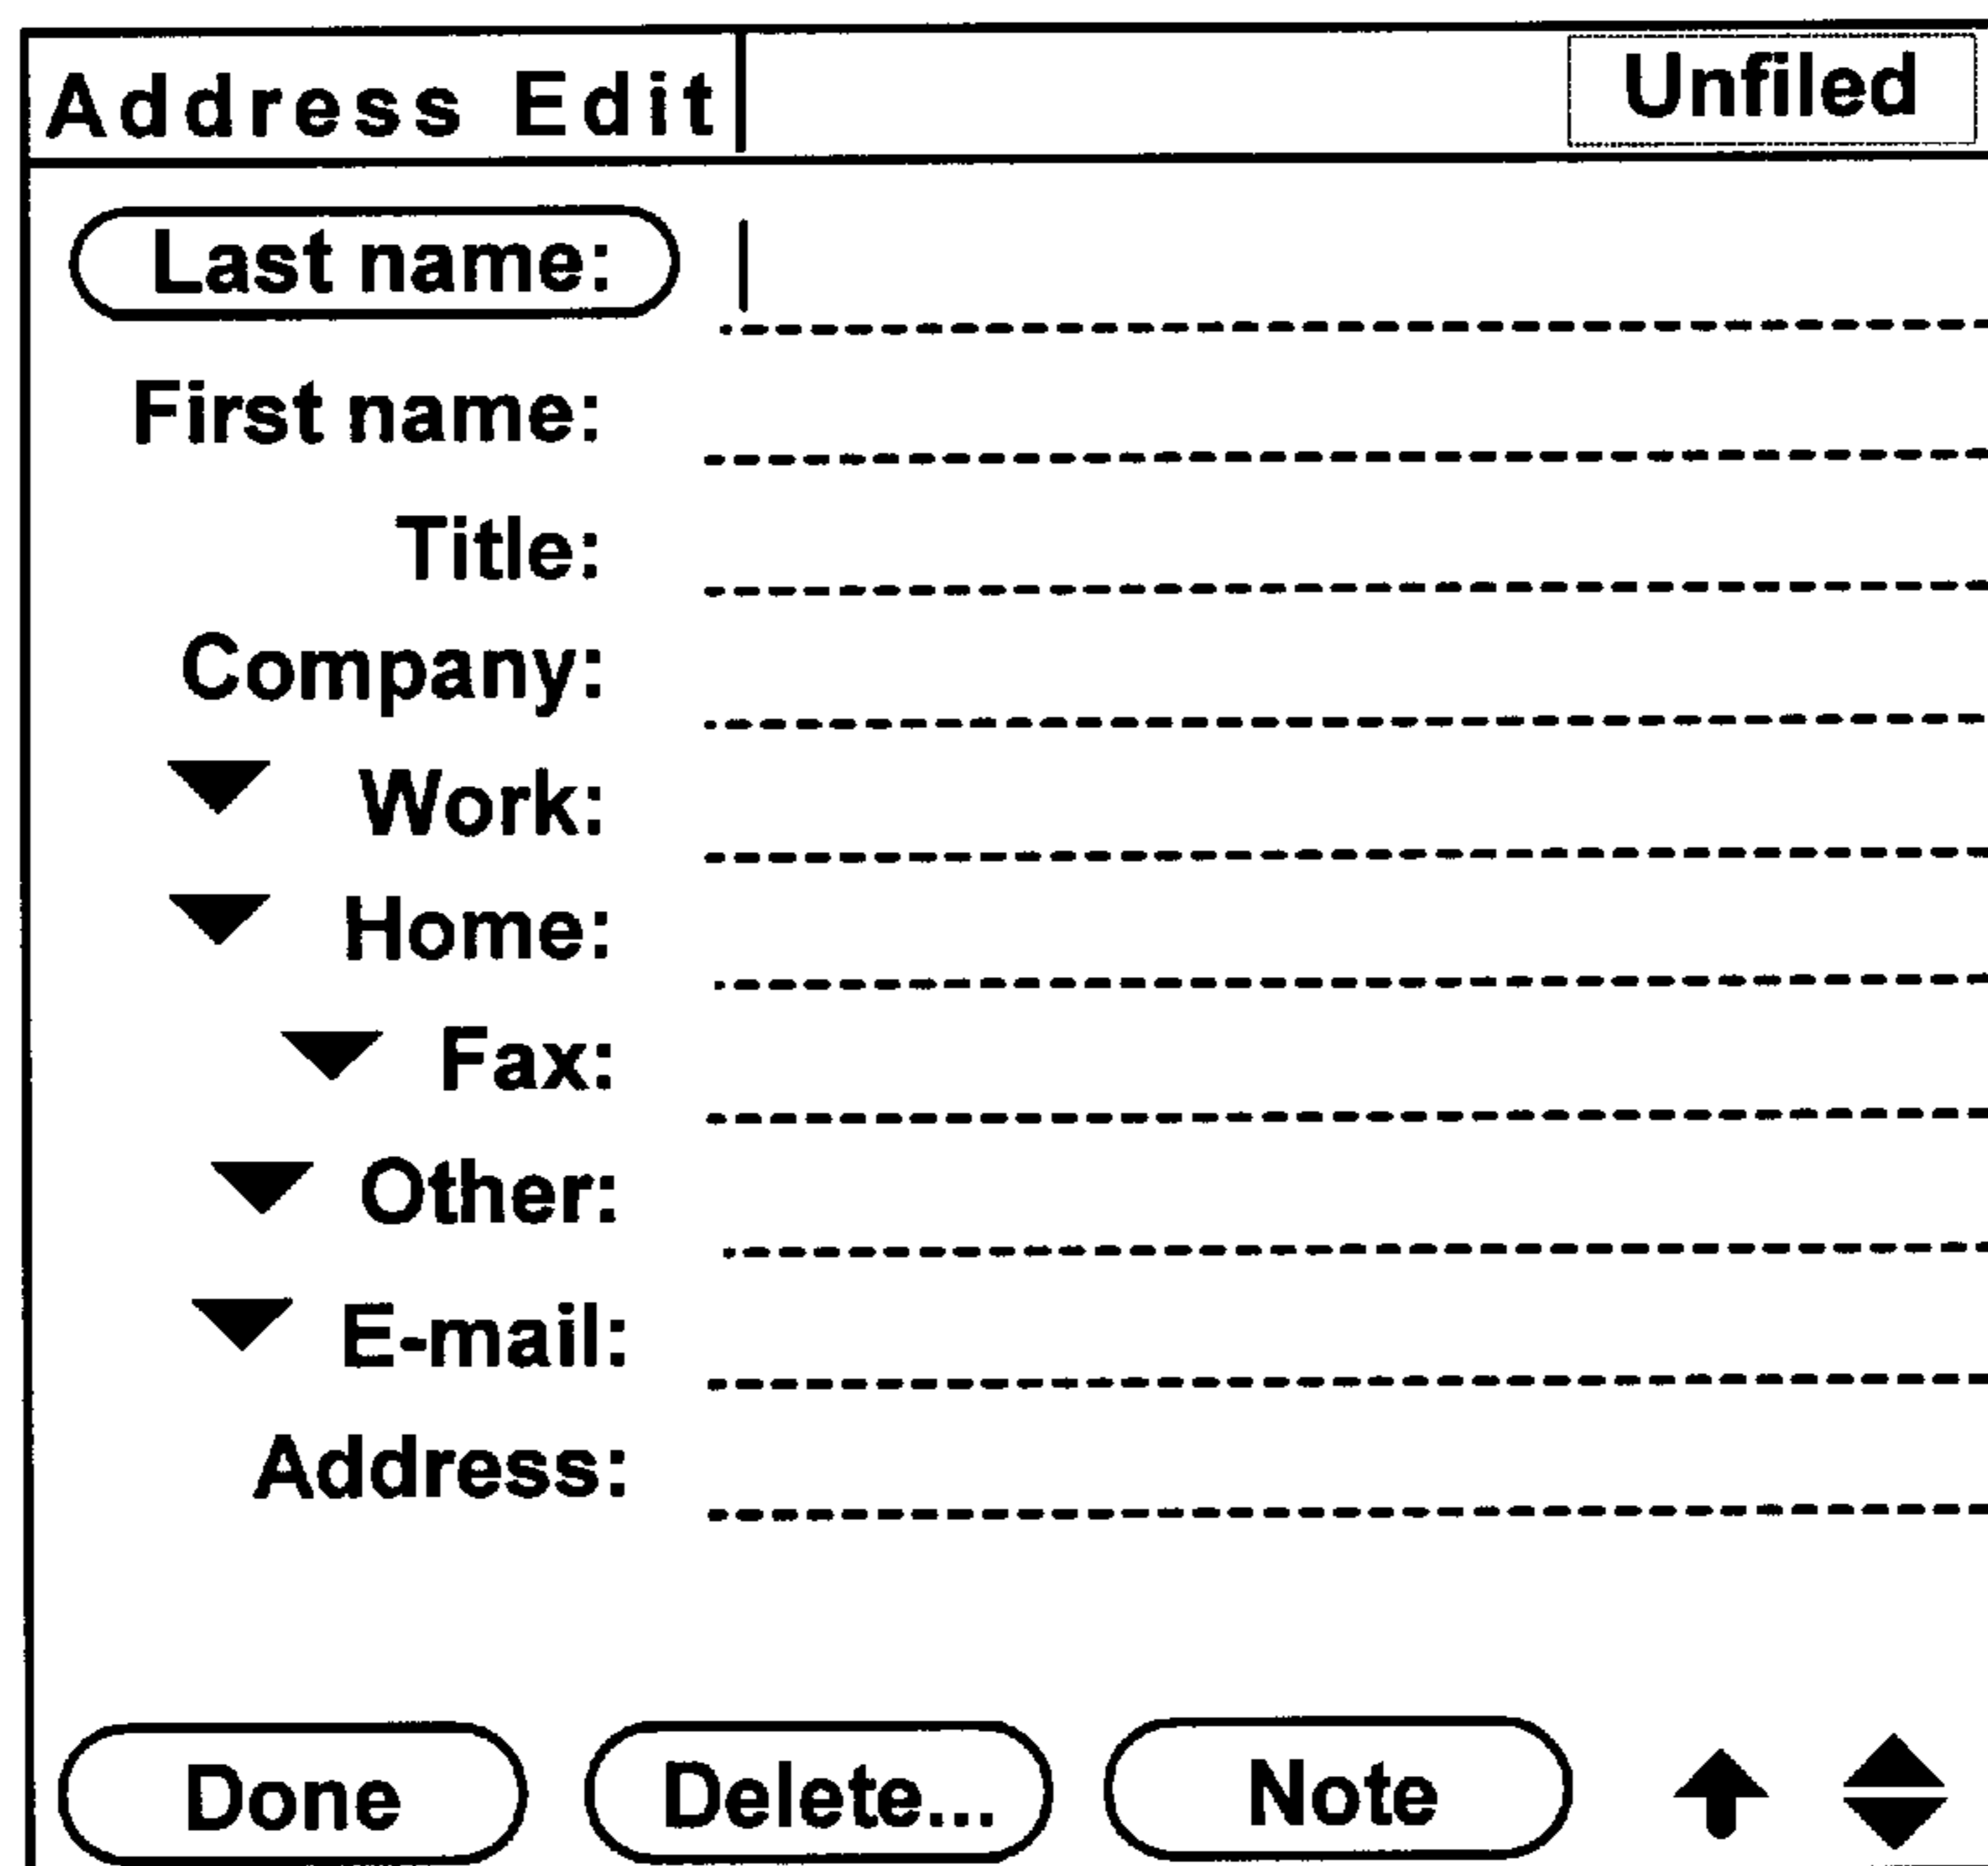 Address Edit Unfiled
Last name:
First name:
Title:
Company:
Work:
Home:
Fax:
Other:
E-mail:
Address:
Done Delete... Note